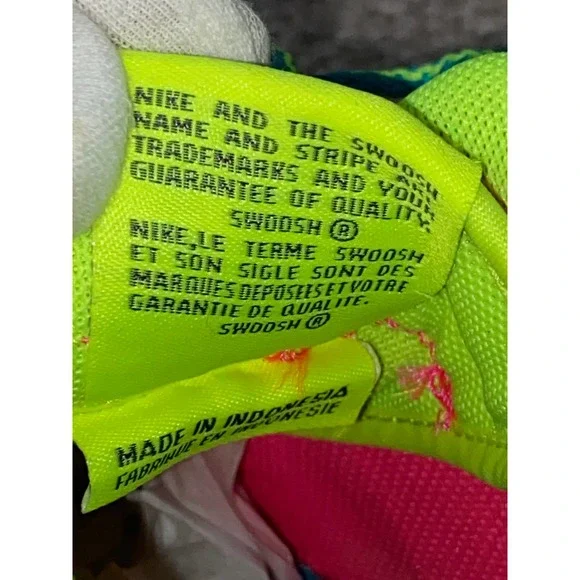 NIKE AND THE SWOOSH
NAME AND STRIPE ARE
TRADEMARKS AND YOUR
GUARANTEE OF QUALITY.
SWOOSH ®
NIKE,LE TERME SWOOSH
ET SON SIGLE SONT DES
MARQUES DEPOSEES ET VOTRE
GARANTIE DE QUALITE.
SWOOSH ®
MADE IN INDONESIA
FABRIQUE EN INDONESIE